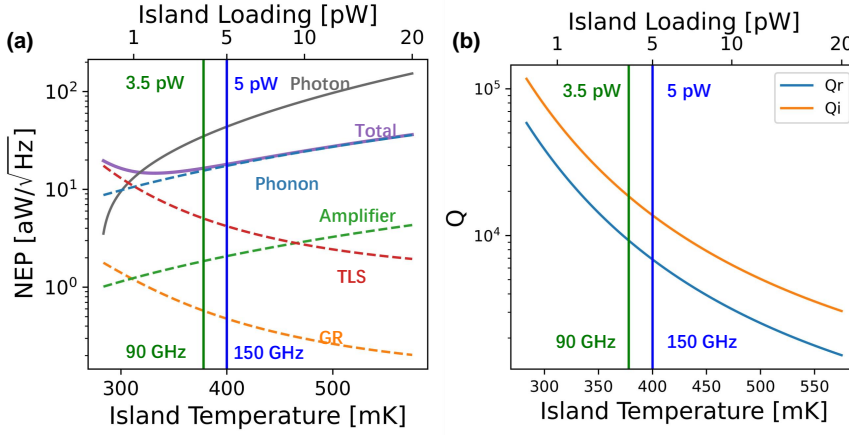 Island Loading [pW]
(a)
1 5 10 20
3.5 pW
5 pW
Photon
Total
Phonon
Amplifier
TLS
GR
90 GHz
150 GHz
10²
10¹
10⁰
NEP [aW/√Hz]
300 400 500
Island Temperature [mK]
Island Loading [pW]
(b)
1 5 10 20
3.5 pW
5 pW
Qr
Qi
90 GHz
150 GHz
10⁵
10⁴
Q
300 350 400 450 500 550
Island Temperature [mK]